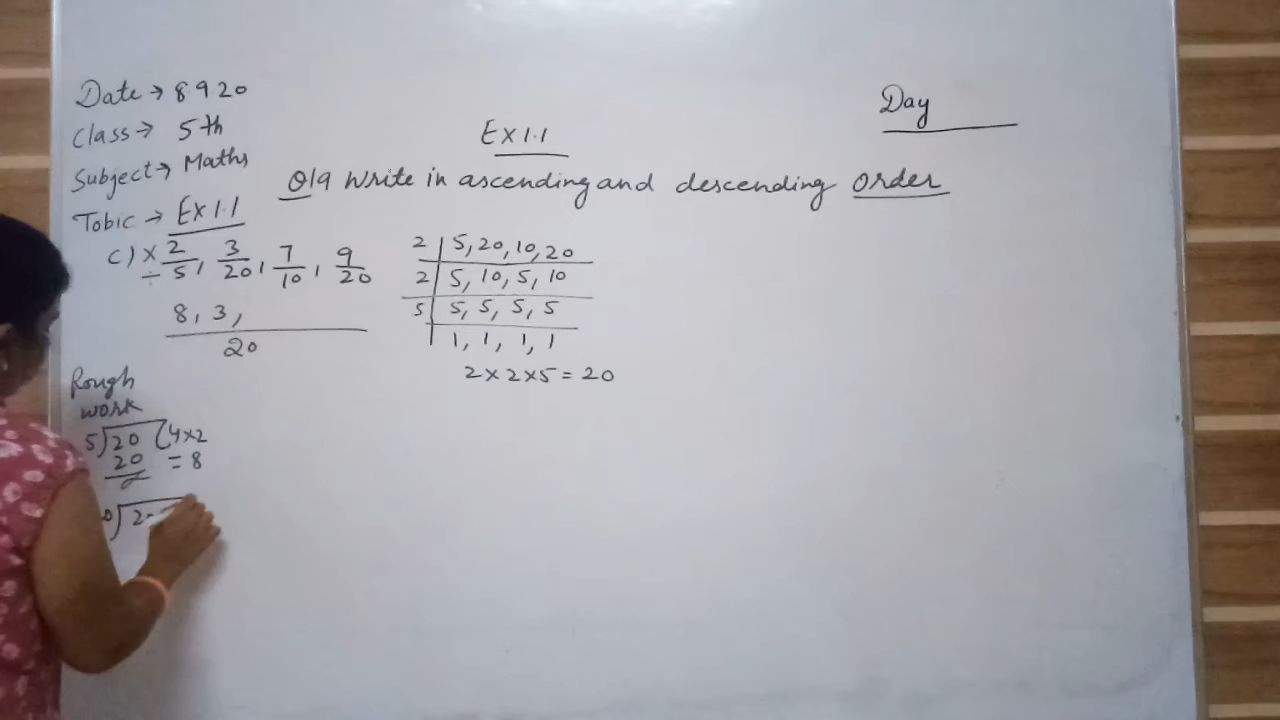 Date → 8 9 20
Class → 5th
Subject → Maths
Tobic → Ex 1.1
Day
Ex 1.1
Q19 Write in ascending and descending order
c) × 2/5, 3/20, 7/10, 9/20
÷
8, 3,
20
2 | 5, 20, 10, 20
2 | 5, 10, 5, 10
5 | 5, 5, 5, 5
1, 1, 1, 1
2 × 2 × 5 = 20
Rough
work
5) 20 (4×2
20 = 8